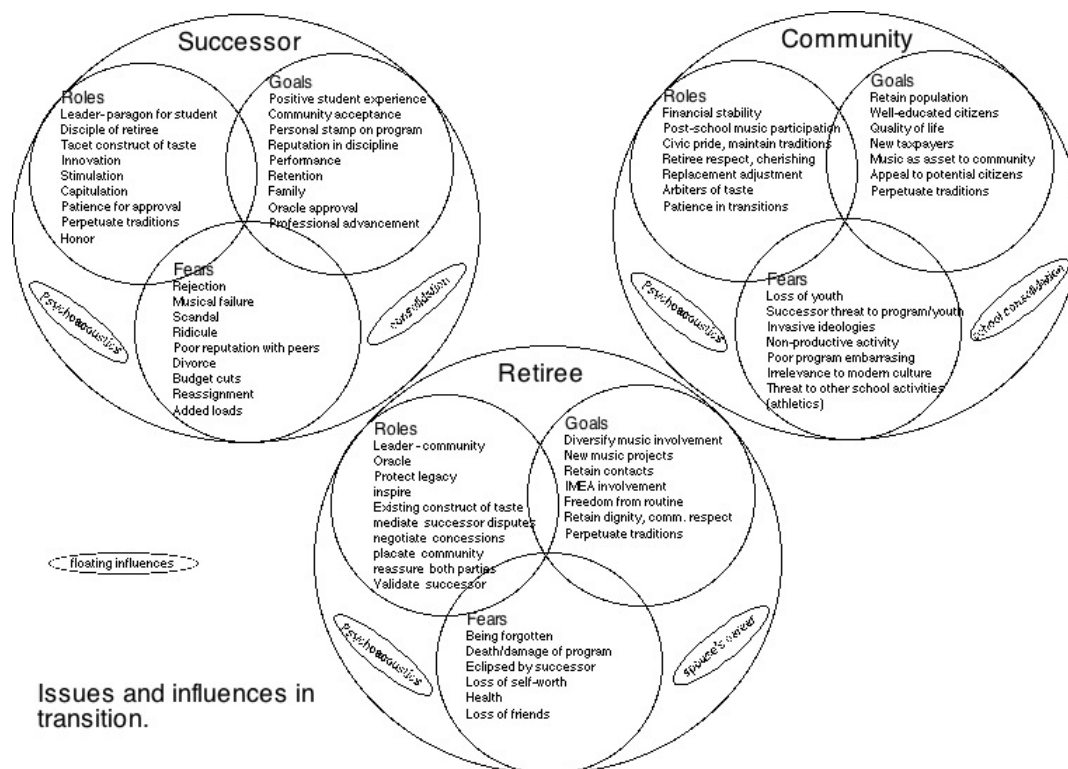 Successor
Roles
Leader-paragon for student
Disciple of retiree
Tacet construct of taste
Innovation
Stimulation
Capitulation
Patience for approval
Perpetuate traditions
Honor
Goals
Positive student experience
Community acceptance
Personal stamp on program
Reputation in discipline
Performance
Retention
Family
Oracle approval
Professional advancement
Fears
Rejection
Musical failure
Scandal
Ridicule
Poor reputation with peers
Divorce
Budget cuts
Reassignment
Added loads
Psychoacoustics
consolidation
Community
Roles
Financial stability
Post-school music participation
Civic pride, maintain traditions
Retiree respect, cherishing
Replacement adjustment
Arbiters of taste
Patience in transitions
Goals
Retain population
Well-educated citizens
Quality of life
New taxpayers
Music as asset to community
Appeal to potential citizens
Perpetuate traditions
Fears
Loss of youth
Successor threat to program/youth
Invasive ideologies
Non-productive activity
Poor program embarrasing
Irrelevance to modern culture
Threat to other school activities
(athletics)
Psychoacoustics
school consolidation
Retiree
Roles
Leader - community
Oracle
Protect legacy
inspire
Existing construct of taste
mediate successor disputes
negotiate concessions
placate community
reassure both parties
Validate successor
Goals
Diversify music involvement
New music projects
Retain contacts
IMEA involvement
Freedom from routine
Retain dignity, comm. respect
Perpetuate traditions
Fears
Being forgotten
Death/damage of program
Eclipsed by successor
Loss of self-worth
Health
Loss of friends
Psychoacoustics
spouse's career
floating influences
Issues and influences in
transition.